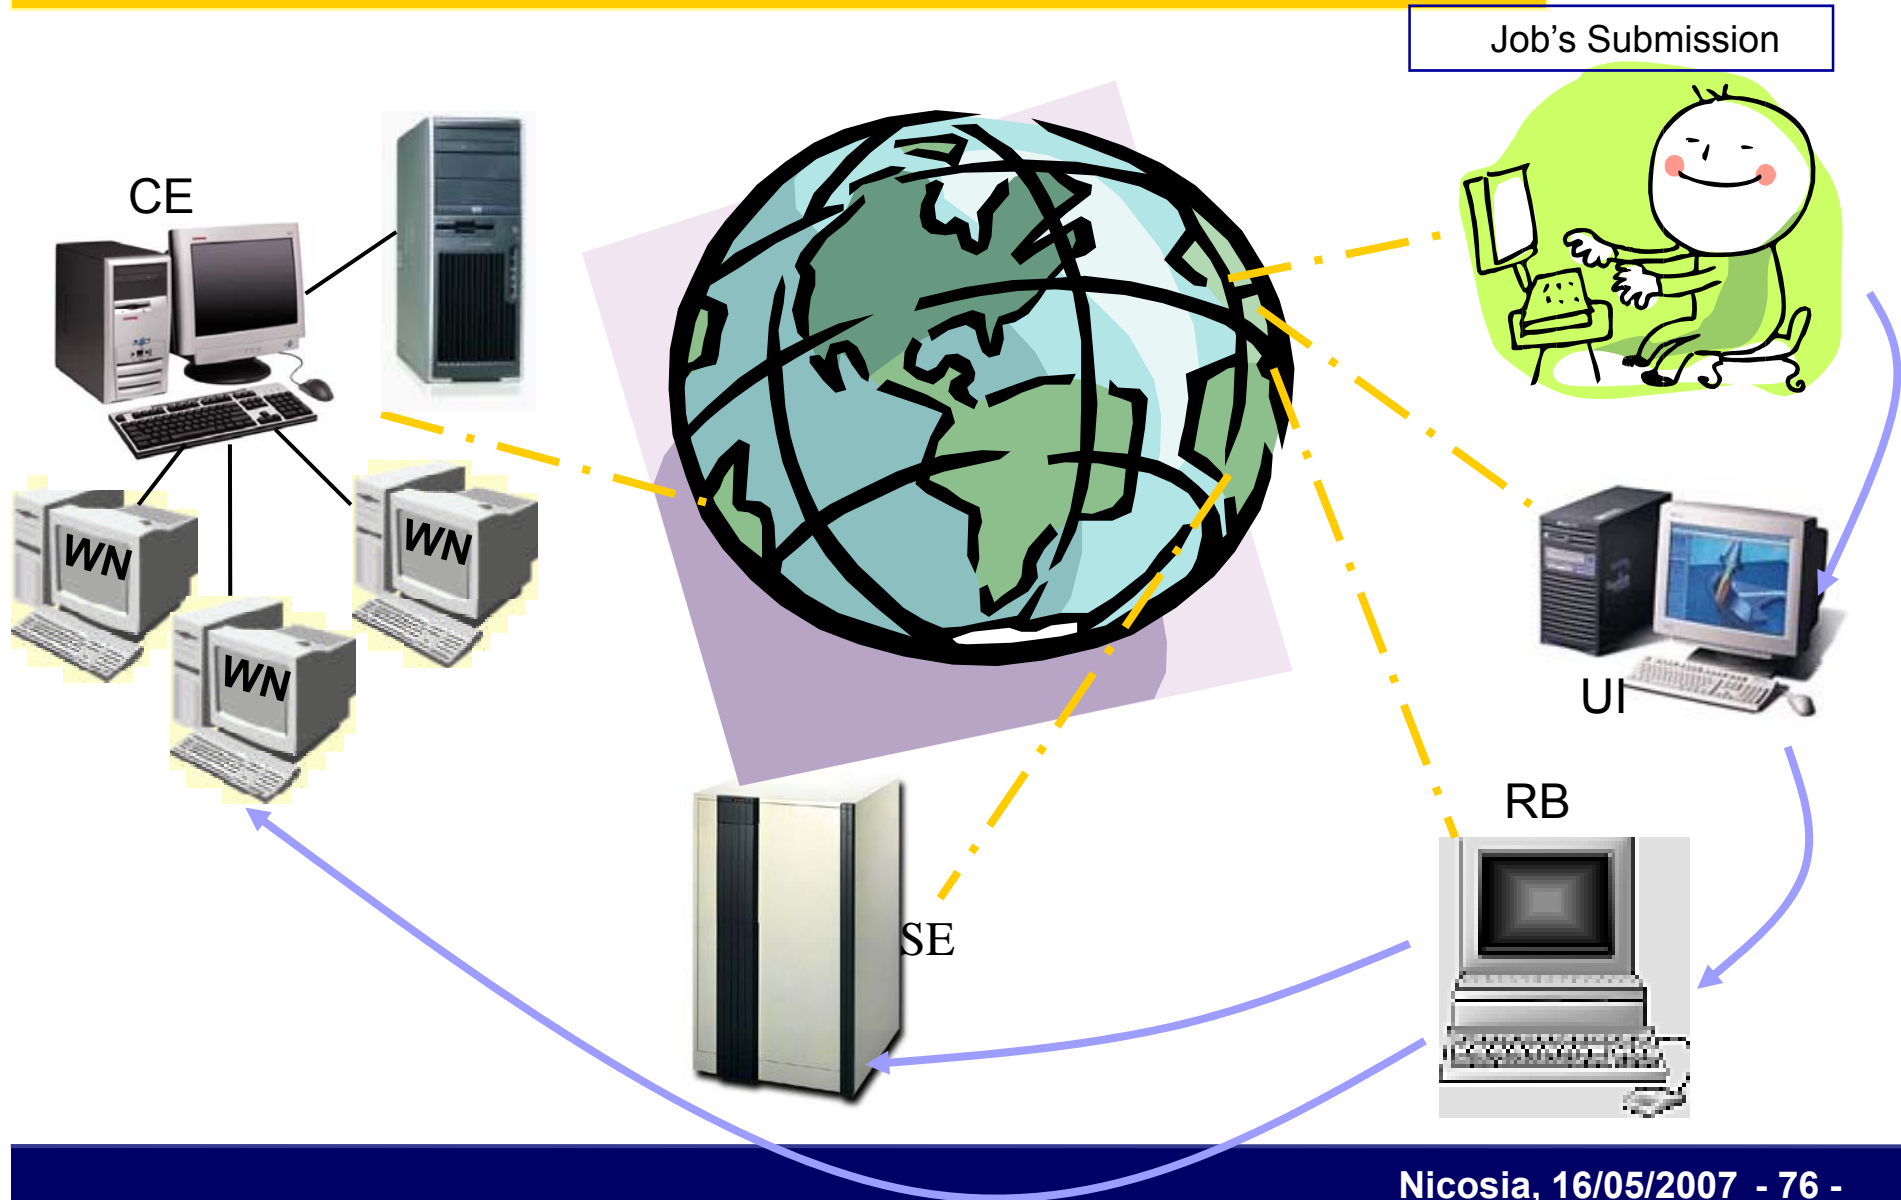 Job’s Submission
CE
WN
WN
WN
UI
RB
SE
Nicosia, 16/05/2007 - 76 -